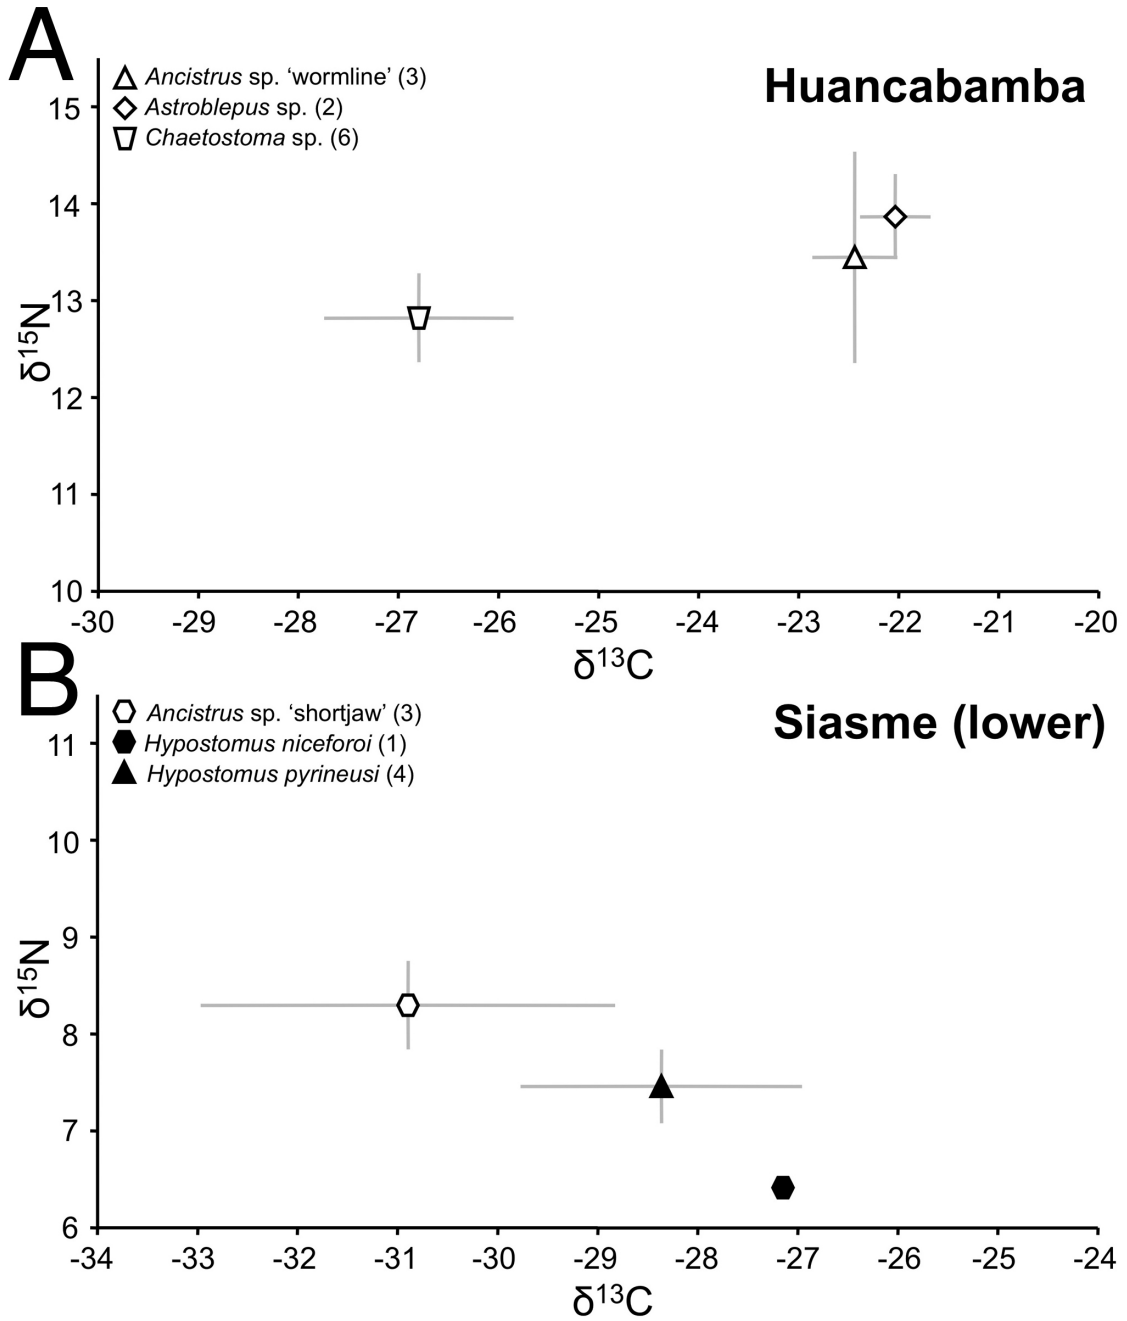 A
Huancabamba
Ancistrus sp. ‘wormline’ (3)
Astroblepus sp. (2)
Chaetostoma sp. (6)
15
14
13
12
11
10
δ15N
-30 -29 -28 -27 -26 -25 -24 -23 -22 -21 -20
δ13C
B
Siasme (lower)
Ancistrus sp. ‘shortjaw’ (3)
Hypostomus niceforoi (1)
Hypostomus pyrineusi (4)
11
10
9
8
7
6
δ15N
-34 -33 -32 -31 -30 -29 -28 -27 -26 -25 -24
δ13C